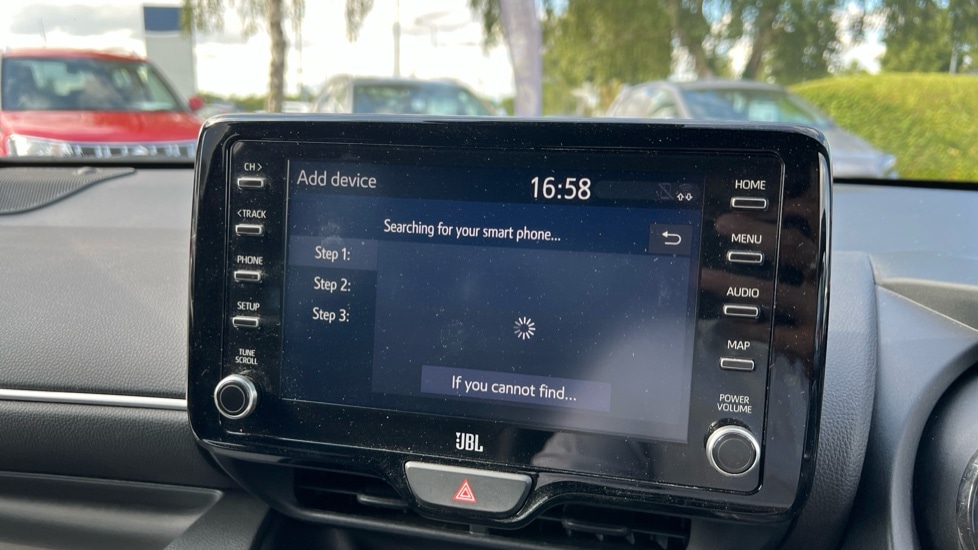 CH >
< TRACK
PHONE
SETUP
TUNE
SCROLL
Add device
16:58
Searching for your smart phone...
Step 1:
Step 2:
Step 3:
If you cannot find...
JBL
HOME
MENU
AUDIO
MAP
POWER
VOLUME